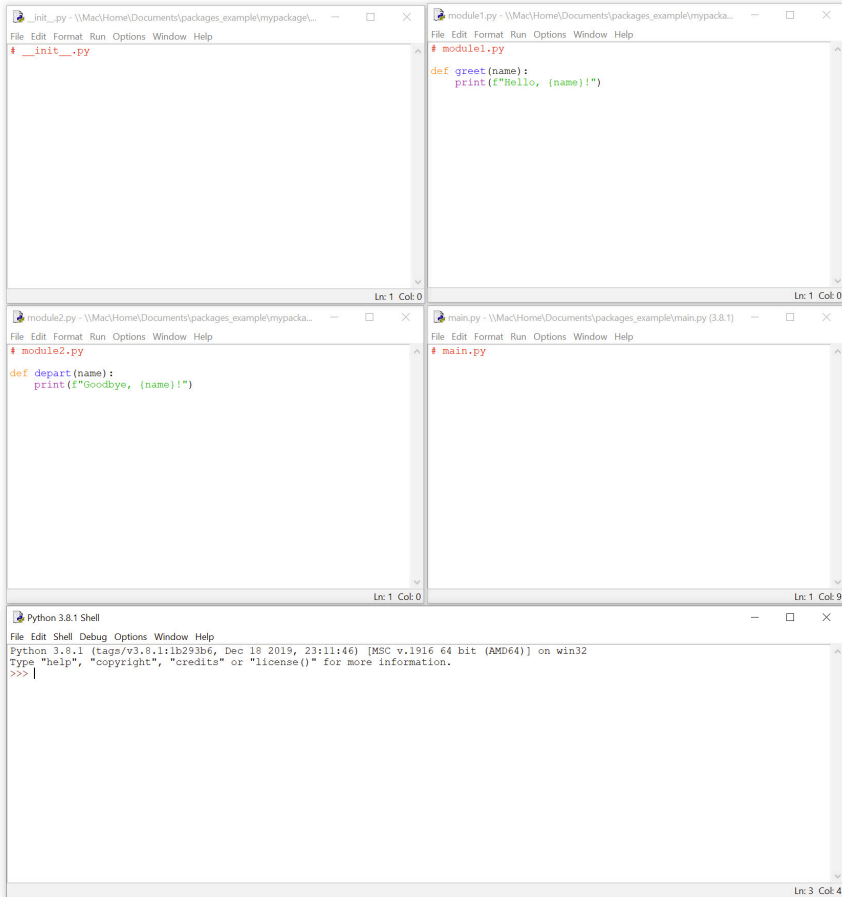 __init__.py - \\Mac\Home\Documents\packages_example\mypackage\...
File Edit Format Run Options Window Help
# __init__.py
Ln: 1 Col: 0
module1.py - \\Mac\Home\Documents\packages_example\mypacka...
File Edit Format Run Options Window Help
# module1.py
def greet(name):
    print(f"Hello, {name}!")
Ln: 1 Col: 0
module2.py - \\Mac\Home\Documents\packages_example\mypacka...
File Edit Format Run Options Window Help
# module2.py
def depart(name):
    print(f"Goodbye, {name}!")
Ln: 1 Col: 0
main.py - \\Mac\Home\Documents\packages_example\main.py (3.8.1)
File Edit Format Run Options Window Help
# main.py
Ln: 1 Col: 9
Python 3.8.1 Shell
File Edit Shell Debug Options Window Help
Python 3.8.1 (tags/v3.8.1:1b293b6, Dec 18 2019, 23:11:46) [MSC v.1916 64 bit (AMD64)] on win32
Type "help", "copyright", "credits" or "license()" for more information.
>>>
Ln: 3 Col: 4